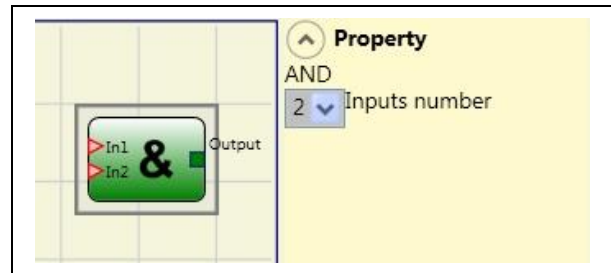 Property
AND
2 Inputs number
In1 & Output
In2